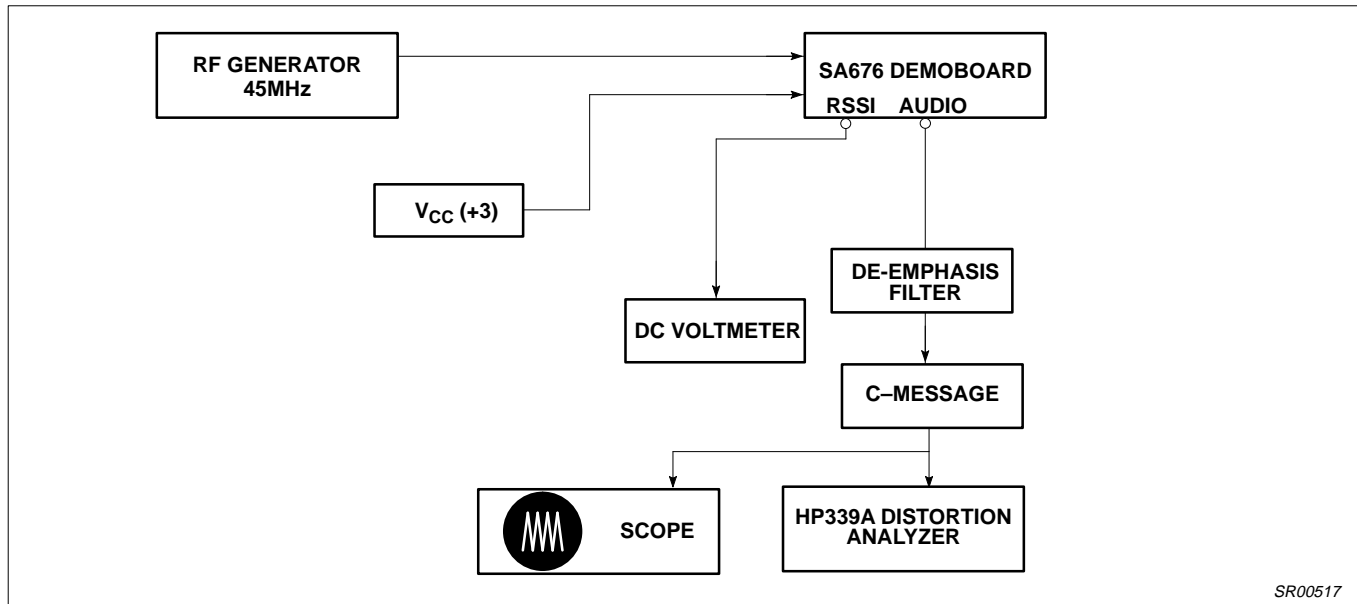 RF GENERATOR
45MHz
SA676 DEMOBOARD
RSSI AUDIO
VCC (+3)
DE-EMPHASIS
FILTER
DC VOLTMETER
C–MESSAGE
SCOPE
HP339A DISTORTION
ANALYZER
SR00517